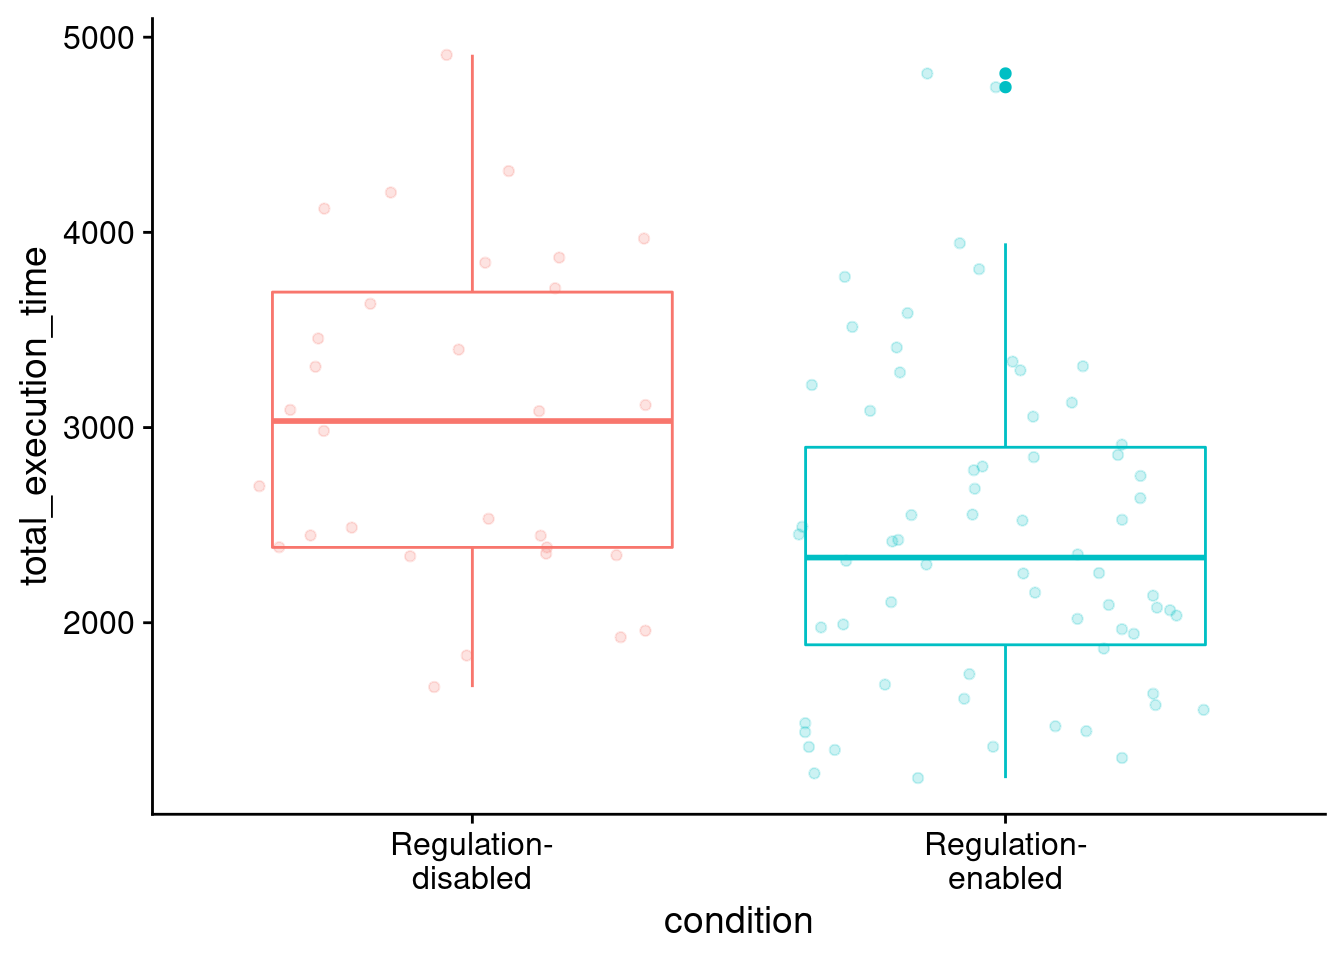 total_execution_time
5000
4000
3000
2000
Regulation-
disabled
Regulation-
enabled
condition